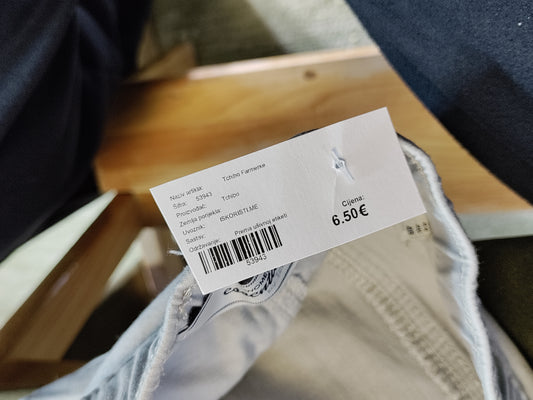 Naziv artikla: Tchibo Farmerke
Šifra: 53943
Proizvođač: Tchibo
Zemlja porijekla:
Uvoznik: ISKORISTI.ME
Sastav:
Održavanje: Prema ušivnoj etiketi
53943
Cijena:
6.50€